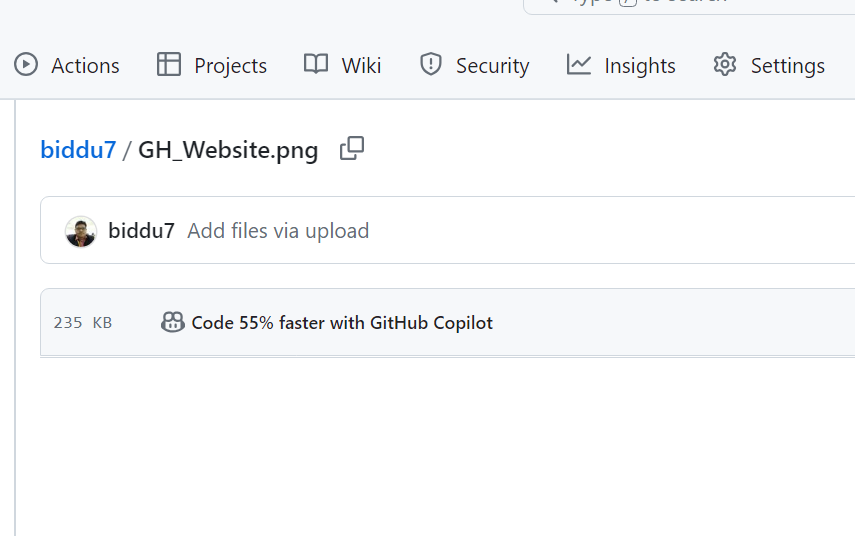 Type / to search
Actions Projects Wiki Security Insights Settings
biddu7 / GH_Website.png
biddu7 Add files via upload
235 KB Code 55% faster with GitHub Copilot